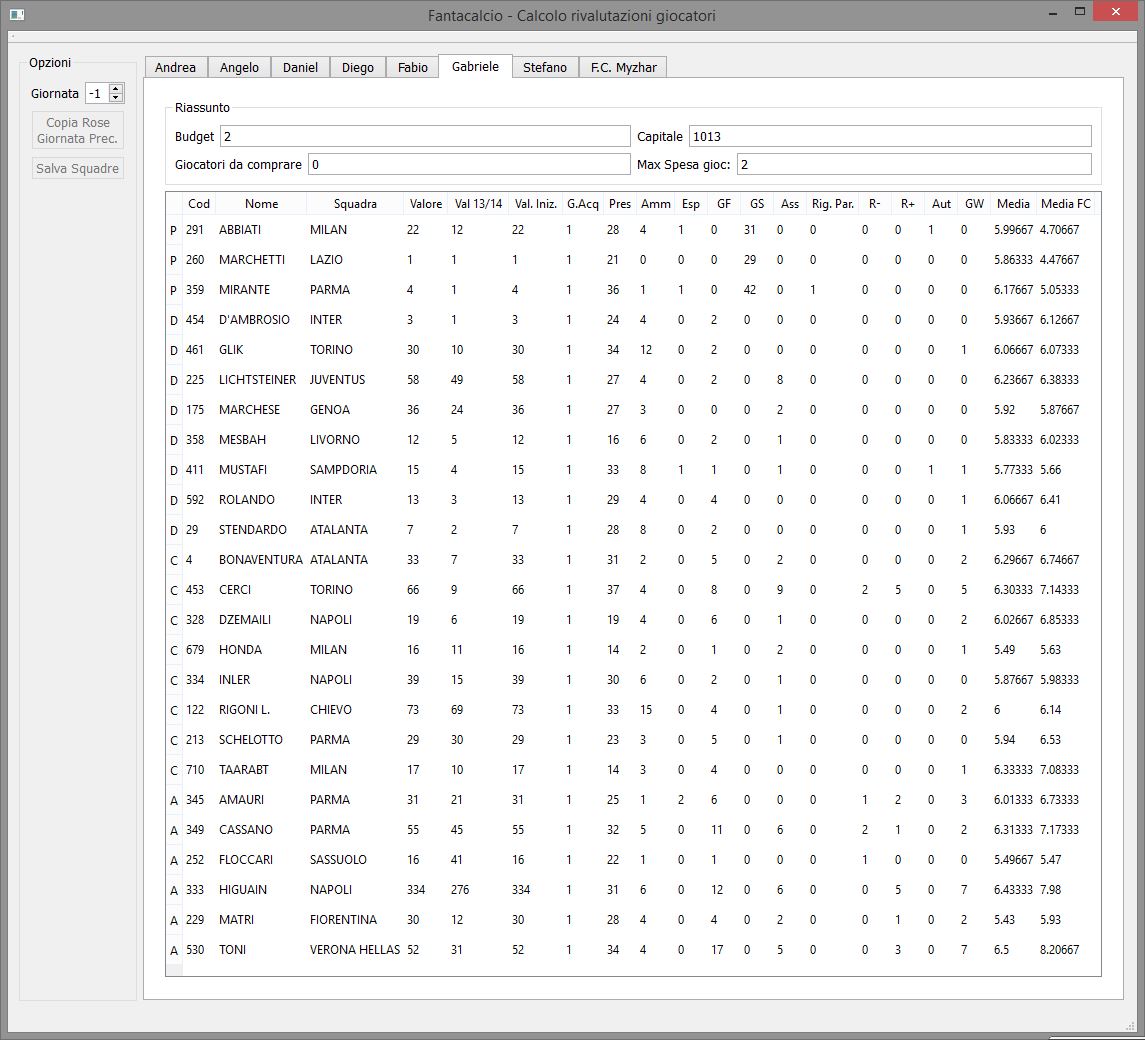 Fantacalcio - Calcolo rivalutazioni giocatori
Opzioni
Giornata -1
Copia Rose
Giornata Prec.
Salva Squadre
Andrea Angelo Daniel Diego Fabio Gabriele Stefano F.C. Myzhar
Riassunto
Budget 2 Capitale 1013
Giocatori da comprare 0 Max Spesa gioc: 2
Cod Nome Squadra Valore Val 13/14 Val. Iniz. G.Acq Pres Amm Esp GF GS Ass Rig. Par. R- R+ Aut GW Media Media FC
P 291 ABBIATI MILAN 22 12 22 1 28 4 1 0 31 0 0 0 0 1 0 5.99667 4.70667
P 260 MARCHETTI LAZIO 1 1 1 1 21 0 0 0 29 0 0 0 0 0 0 5.86333 4.47667
P 359 MIRANTE PARMA 4 1 4 1 36 1 1 0 42 0 1 0 0 0 0 6.17667 5.05333
D 454 D'AMBROSIO INTER 3 1 3 1 24 4 0 2 0 0 0 0 0 0 0 5.93667 6.12667
D 461 GLIK TORINO 30 10 30 1 34 12 0 2 0 0 0 0 0 0 1 6.06667 6.07333
D 225 LICHTSTEINER JUVENTUS 58 49 58 1 27 4 0 2 0 8 0 0 0 0 0 6.23667 6.38333
D 175 MARCHESE GENOA 36 24 36 1 27 3 0 0 0 2 0 0 0 0 0 5.92 5.87667
D 358 MESBAH LIVORNO 12 5 12 1 16 6 0 2 0 1 0 0 0 0 0 5.83333 6.02333
D 411 MUSTAFI SAMPDORIA 15 4 15 1 33 8 1 1 0 1 0 0 0 1 1 5.77333 5.66
D 592 ROLANDO INTER 13 3 13 1 29 4 0 4 0 0 0 0 0 0 1 6.06667 6.41
D 29 STENDARDO ATALANTA 7 2 7 1 28 8 0 2 0 0 0 0 0 0 1 5.93 6
C 4 BONAVENTURA ATALANTA 33 7 33 1 31 2 0 5 0 2 0 0 0 0 2 6.29667 6.74667
C 453 CERCI TORINO 66 9 66 1 37 4 0 8 0 9 0 2 5 0 5 6.30333 7.14333
C 328 DZEMAILI NAPOLI 19 6 19 1 19 4 0 6 0 1 0 0 0 0 2 6.02667 6.85333
C 679 HONDA MILAN 16 11 16 1 14 2 0 1 0 2 0 0 0 0 1 5.49 5.63
C 334 INLER NAPOLI 39 15 39 1 30 6 0 2 0 1 0 0 0 0 0 5.87667 5.98333
C 122 RIGONI L. CHIEVO 73 69 73 1 33 15 0 4 0 1 0 0 0 0 2 6 6.14
C 213 SCHELOTTO PARMA 29 30 29 1 23 3 0 5 0 1 0 0 0 0 0 5.94 6.53
C 710 TAARABT MILAN 17 10 17 1 14 3 0 4 0 0 0 0 0 0 1 6.33333 7.08333
A 345 AMAURI PARMA 31 21 31 1 25 1 2 6 0 0 0 1 2 0 3 6.01333 6.73333
A 349 CASSANO PARMA 55 45 55 1 32 5 0 11 0 6 0 2 1 0 2 6.31333 7.17333
A 252 FLOCCARI SASSUOLO 16 41 16 1 22 1 0 1 0 0 0 1 0 0 0 5.49667 5.47
A 333 HIGUAIN NAPOLI 334 276 334 1 31 6 0 12 0 6 0 0 5 0 7 6.43333 7.98
A 229 MATRI FIORENTINA 30 12 30 1 28 4 0 4 0 2 0 0 1 0 2 5.43 5.93
A 530 TONI VERONA HELLAS 52 31 52 1 34 4 0 17 0 5 0 0 3 0 7 6.5 8.20667